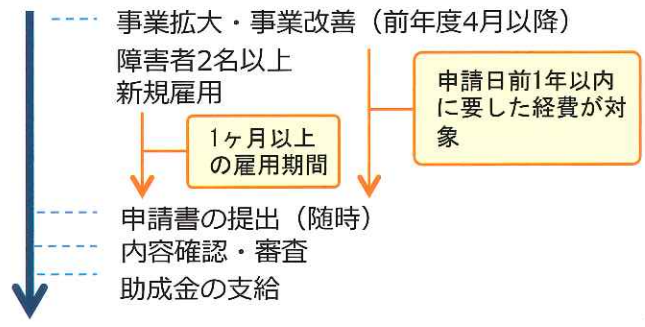 事業拡大・事業改善（前年度4月以降）
障害者2名以上
新規雇用
申請日前1年以内
に要した経費が対
象
1ヶ月以上
の雇用期間
申請書の提出（随時）
内容確認・審査
助成金の支給